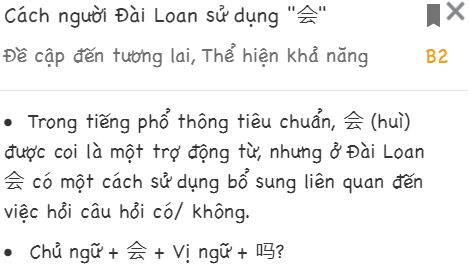 Cách người Đài Loan sử dụng "会"
Đề cập đến tương lai, Thể hiện khả năng B2
• Trong tiếng phổ thông tiêu chuẩn, 会 (huì)
được coi là một trợ động từ, nhưng ở Đài Loan
会 có một cách sử dụng bổ sung liên quan đến
việc hỏi câu hỏi có/ không.
• Chủ ngữ + 会 + Vị ngữ + 吗?